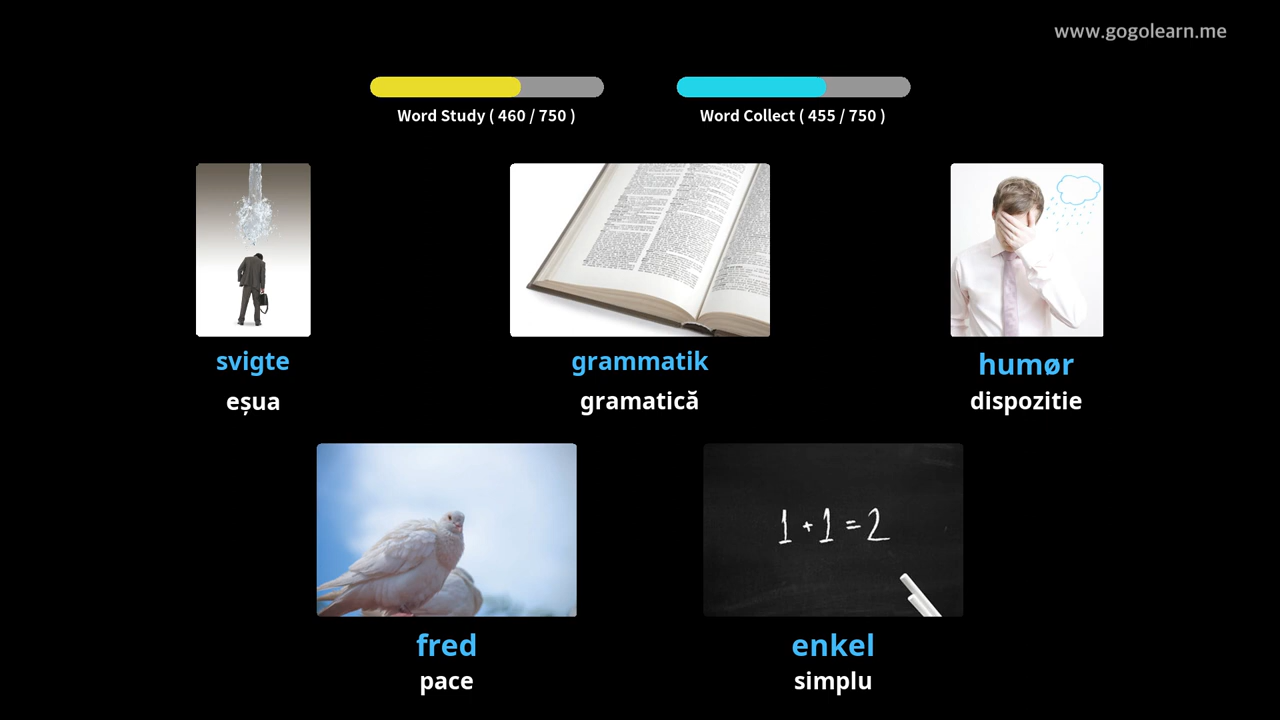 www.gogolearn.me
Word Study ( 460 / 750 )
Word Collect ( 455 / 750 )
svigte
eșua
grammatik
gramatică
humør
dispozitie
fred
pace
1 + 1 = 2
enkel
simplu